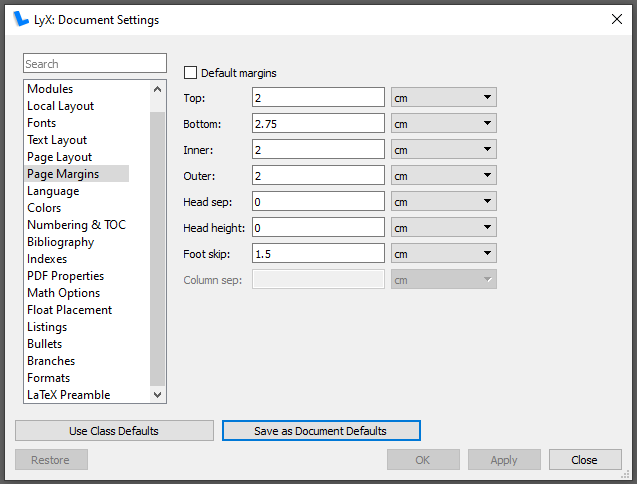 LyX: Document Settings
Search
Modules
Local Layout
Fonts
Text Layout
Page Layout
Page Margins
Language
Colors
Numbering & TOC
Bibliography
Indexes
PDF Properties
Math Options
Float Placement
Listings
Bullets
Branches
Formats
LaTeX Preamble
Default margins
Top: 2 cm
Bottom: 2.75 cm
Inner: 2 cm
Outer: 2 cm
Head sep: 0 cm
Head height: 0 cm
Foot skip: 1.5 cm
Column sep: cm
Use Class Defaults Save as Document Defaults
Restore OK Apply Close